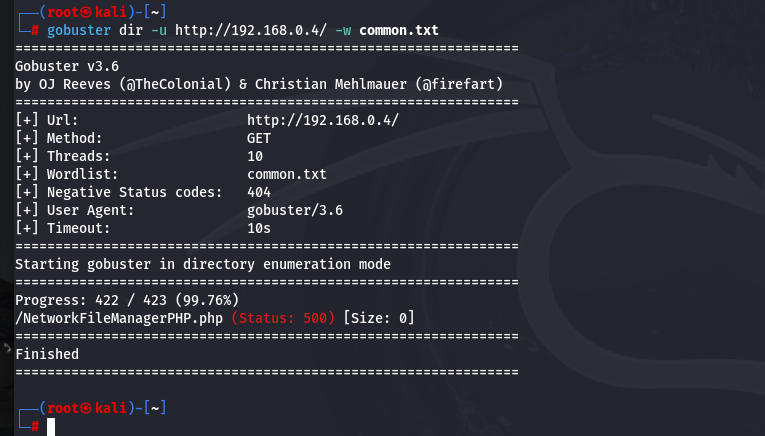 ┌──(root㉿kali)-[~]
└─# gobuster dir -u http://192.168.0.4/ -w common.txt
===============================================================
Gobuster v3.6
by OJ Reeves (@TheColonial) & Christian Mehlmauer (@firefart)
===============================================================
[+] Url:                     http://192.168.0.4/
[+] Method:                  GET
[+] Threads:                 10
[+] Wordlist:                common.txt
[+] Negative Status codes:   404
[+] User Agent:              gobuster/3.6
[+] Timeout:                 10s
===============================================================
Starting gobuster in directory enumeration mode
===============================================================
Progress: 422 / 423 (99.76%)
/NetworkFileManagerPHP.php (Status: 500) [Size: 0]
===============================================================
Finished
===============================================================
┌──(root㉿kali)-[~]
└─#